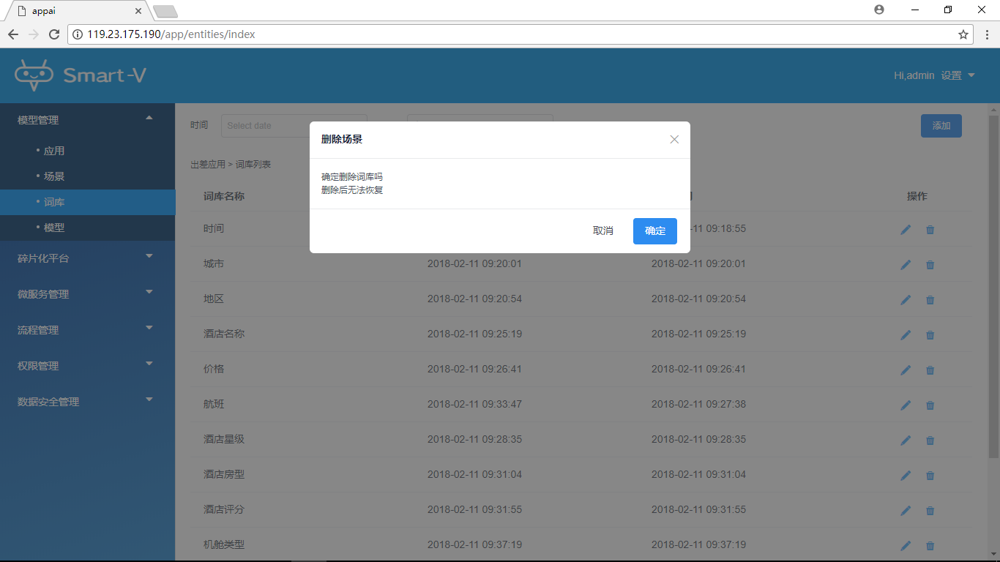 appai
119.23.175.190/app/entities/index
Smart-V
Hi,admin 设置
模型管理
应用
场景
词库
模型
碎片化平台
微服务管理
流程管理
权限管理
数据安全管理
时间 Select date
添加
出差应用 > 词库列表
删除场景
确定删除词库吗
删除后无法恢复
取消 确定
词库名称 操作
时间 -11 09:18:55
城市 2018-02-11 09:20:01 2018-02-11 09:20:01
地区 2018-02-11 09:20:54 2018-02-11 09:20:54
酒店名称 2018-02-11 09:25:19 2018-02-11 09:25:19
价格 2018-02-11 09:26:41 2018-02-11 09:26:41
航班 2018-02-11 09:33:47 2018-02-11 09:27:38
酒店星级 2018-02-11 09:28:35 2018-02-11 09:28:35
酒店房型 2018-02-11 09:31:04 2018-02-11 09:31:04
酒店评分 2018-02-11 09:31:55 2018-02-11 09:31:55
机舱类型 2018-02-11 09:37:19 2018-02-11 09:37:19